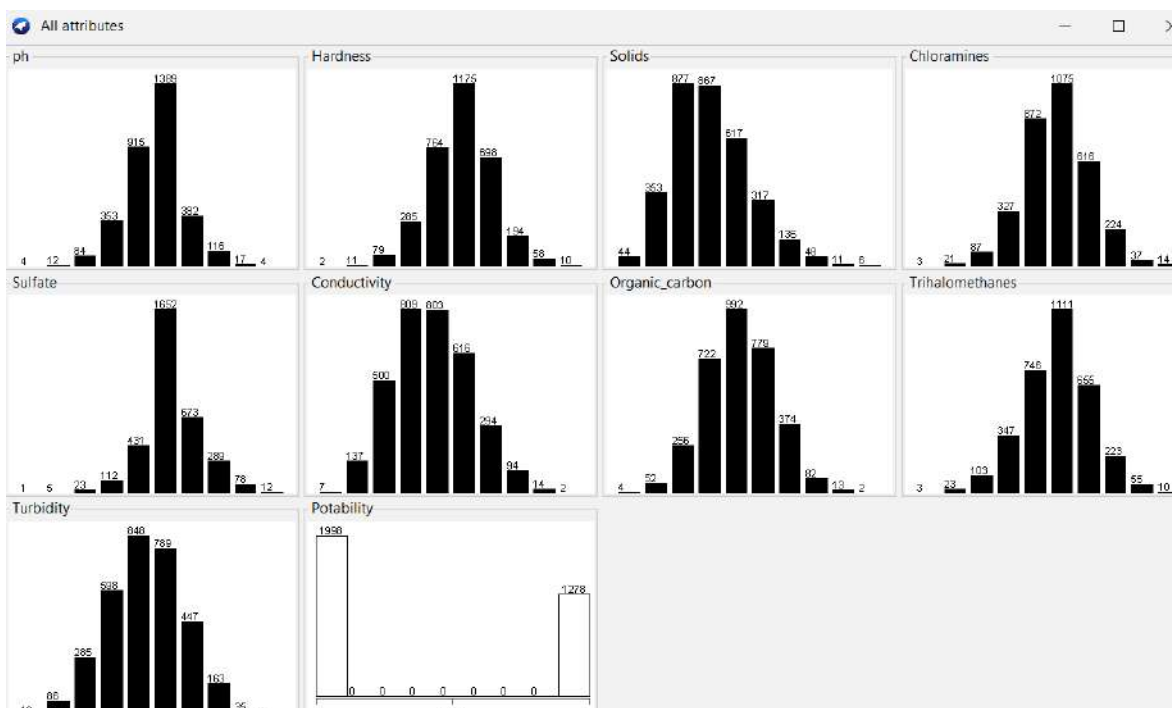 All attributes
ph
4 12 84 353 915 1389 382 116 17 4
Hardness
2 11 79 285 764 1175 698 194 58 10
Solids
44 353 877 867 617 317 136 48 11 6
Chloramines
3 21 87 327 872 1075 616 224 37 14
Sulfate
1 5 23 112 431 1652 673 289 78 12
Conductivity
7 137 500 809 803 616 294 94 14 2
Organic_carbon
4 52 256 722 992 779 374 82 13 2
Trihalomethanes
3 23 103 347 746 1111 655 223 55 10
Turbidity
86 285 598 848 789 447 163 35
Potability
1998 0 0 0 0 0 0 0 1278